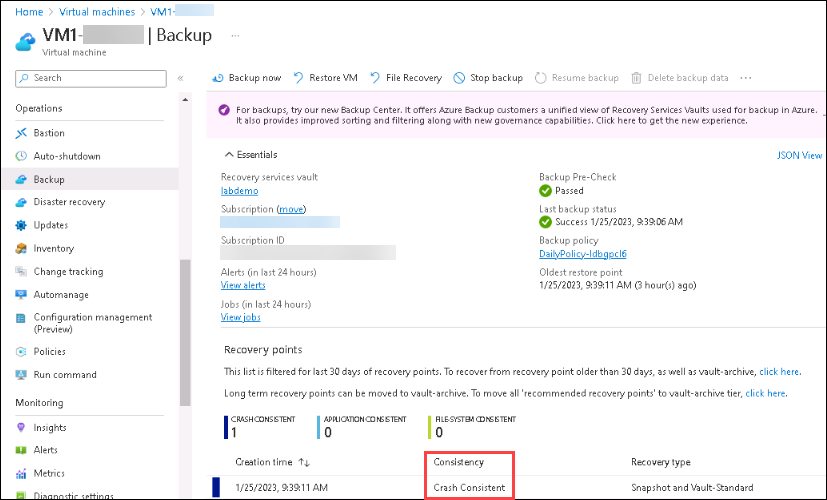 Home > Virtual machines > VM1-
VM1- | Backup ...
Virtual machine
Search «
Backup now Restore VM File Recovery Stop backup Resume backup Delete backup data ...
Operations
Bastion
Auto-shutdown
Backup
Disaster recovery
Updates
Inventory
Change tracking
Automanage
Configuration management
(Preview)
Policies
Run command
Monitoring
Insights
Alerts
Metrics
Diagnostic settings
For backups, try our new Backup Center. It offers Azure Backup customers a unified view of Recovery Services Vaults used for backup in Azure.
It also provides improved sorting and filtering along with new governance capabilities. Click here to get the new experience.
Essentials JSON View
Recovery services vault
labdemo
Subscription (move)
Subscription ID
Alerts (in last 24 hours)
View alerts
Jobs (in last 24 hours)
View jobs
Backup Pre-Check
Passed
Last backup status
Success 1/25/2023, 9:39:06 AM
Backup policy
DailyPolicy-ldbgpcl6
Oldest restore point
1/25/2023, 9:39:11 AM (3 hour(s) ago)
Recovery points
This list is filtered for last 30 days of recovery points. To recover from recovery point older than 30 days, as well as vault-archive, click here.
Long term recovery points can be moved to vault-archive. To move all 'recommended recovery points' to vault-archive tier, click here.
CRASH CONSISTENT APPLICATION CONSISTENT FILE-SYSTEM CONSISTENT
1 0 0
Creation time ↑↓ Consistency Recovery type
1/25/2023, 9:39:11 AM Crash Consistent Snapshot and Vault-Standard